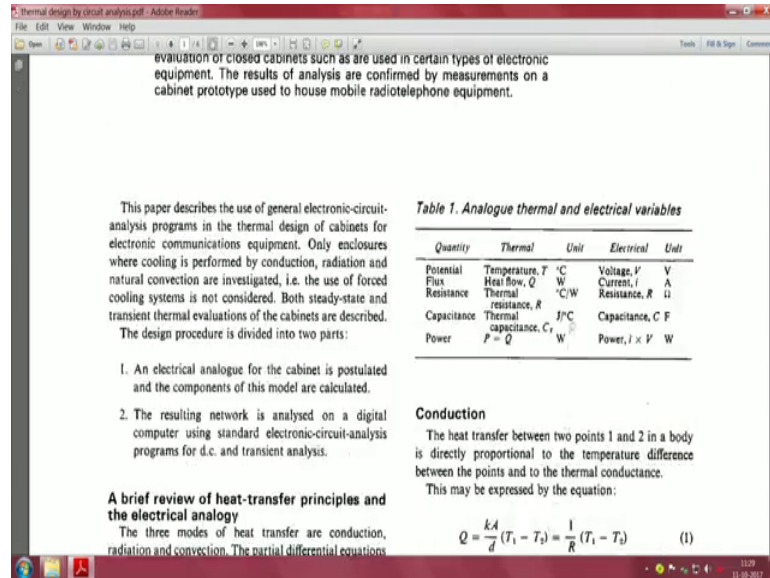 thermal design by circuit analysis.pdf - Adobe Reader
File Edit View Window Help
Open
1
/ 6
Tools Fill & Sign Comment
evaluation of closed cabinets such as are used in certain types of electronic
equipment. The results of analysis are confirmed by measurements on a
cabinet prototype used to house mobile radiotelephone equipment.
This paper describes the use of general electronic-circuit-
analysis programs in the thermal design of cabinets for
electronic communications equipment. Only enclosures
where cooling is performed by conduction, radiation and
natural convection are investigated, i.e. the use of forced
cooling systems is not considered. Both steady-state and
transient thermal evaluations of the cabinets are described.
The design procedure is divided into two parts:
1. An electrical analogue for the cabinet is postulated
and the components of this model are calculated.
2. The resulting network is analysed on a digital
computer using standard electronic-circuit-analysis
programs for d.c. and transient analysis.
A brief review of heat-transfer principles and
the electrical analogy
The three modes of heat transfer are conduction,
radiation and convection. The partial differential equations
Table 1. Analogue thermal and electrical variables
Quantity Thermal Unit Electrical Unit
Potential Temperature, T °C Voltage, V V
Flux Heat flow, Q W Current, i A
Resistance Thermal °C/W Resistance, R Ω
resistance, R
Capacitance Thermal J/°C Capacitance, C F
capacitance, C
Power P = Q W Power, i × V W
Conduction
The heat transfer between two points 1 and 2 in a body
is directly proportional to the temperature difference
between the points and to the thermal conductance.
This may be expressed by the equation:
Q = kA/d (T₁ − T₂) = 1/R (T₁ − T₂) (1)
11:29
11-10-2017